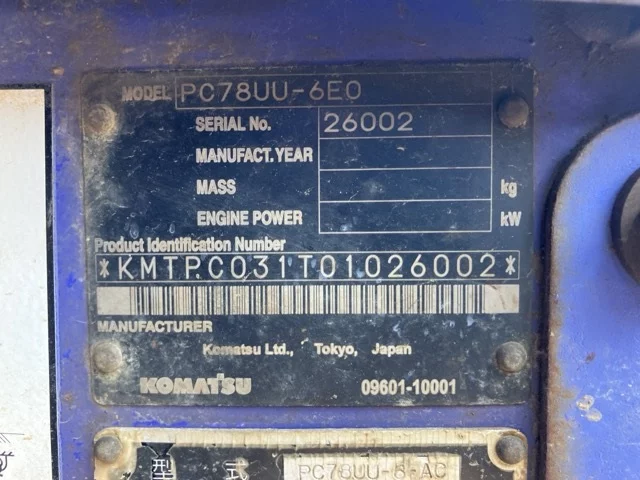 MODEL PC78UU-6E0
SERIAL No. 26002
MANUFACT. YEAR
MASS kg
ENGINE POWER kW
Product Identification Number
*KMTPC031T01026002*
MANUFACTURER
Komatsu Ltd., Tokyo, Japan
KOMATSU 09601-10001
型式 PC78UU-6-AC